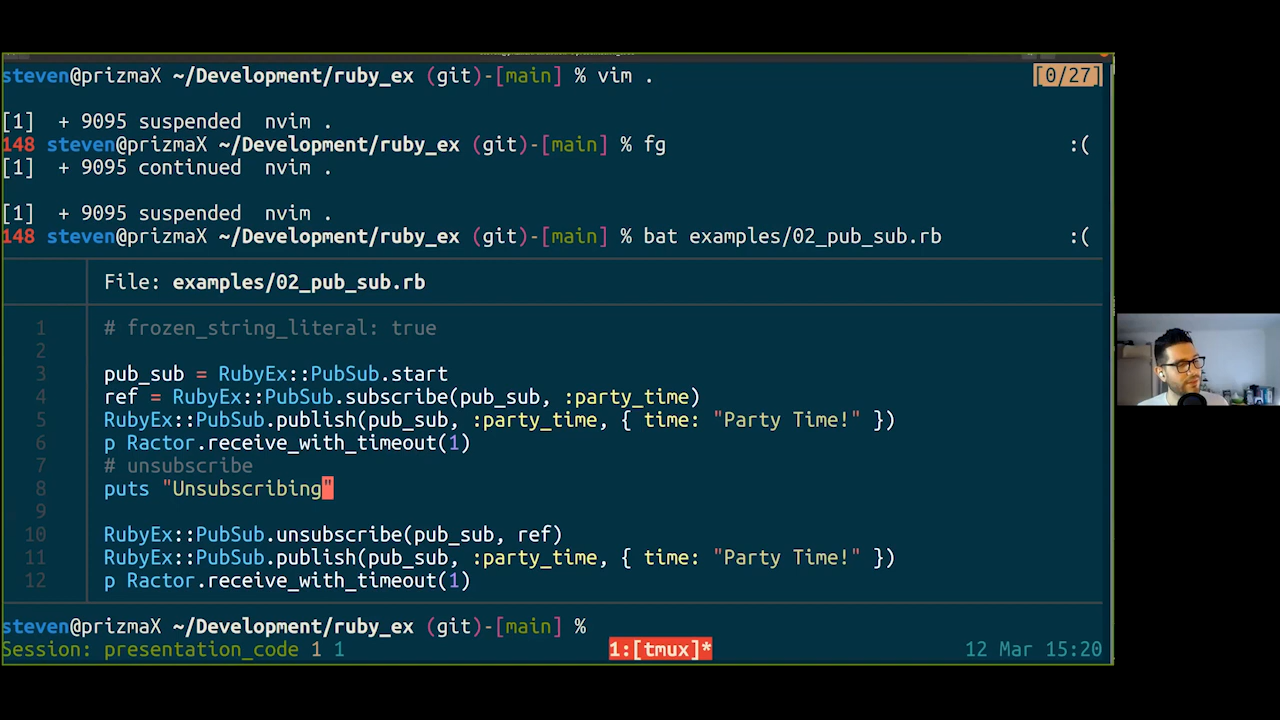 steven@prizmaX ~/Development/ruby_ex (git)-[main] % vim . [0/27]
[1] + 9095 suspended nvim .
148 steven@prizmaX ~/Development/ruby_ex (git)-[main] % fg :(
[1] + 9095 continued nvim .
[1] + 9095 suspended nvim .
148 steven@prizmaX ~/Development/ruby_ex (git)-[main] % bat examples/02_pub_sub.rb :(
File: examples/02_pub_sub.rb
1 # frozen_string_literal: true
2
3 pub_sub = RubyEx::PubSub.start
4 ref = RubyEx::PubSub.subscribe(pub_sub, :party_time)
5 RubyEx::PubSub.publish(pub_sub, :party_time, { time: "Party Time!" })
6 p Ractor.receive_with_timeout(1)
7 # unsubscribe
8 puts "Unsubscribing"
9
10 RubyEx::PubSub.unsubscribe(pub_sub, ref)
11 RubyEx::PubSub.publish(pub_sub, :party_time, { time: "Party Time!" })
12 p Ractor.receive_with_timeout(1)
steven@prizmaX ~/Development/ruby_ex (git)-[main] %
Session: presentation_code 1 1 1:[tmux]* 12 Mar 15:20